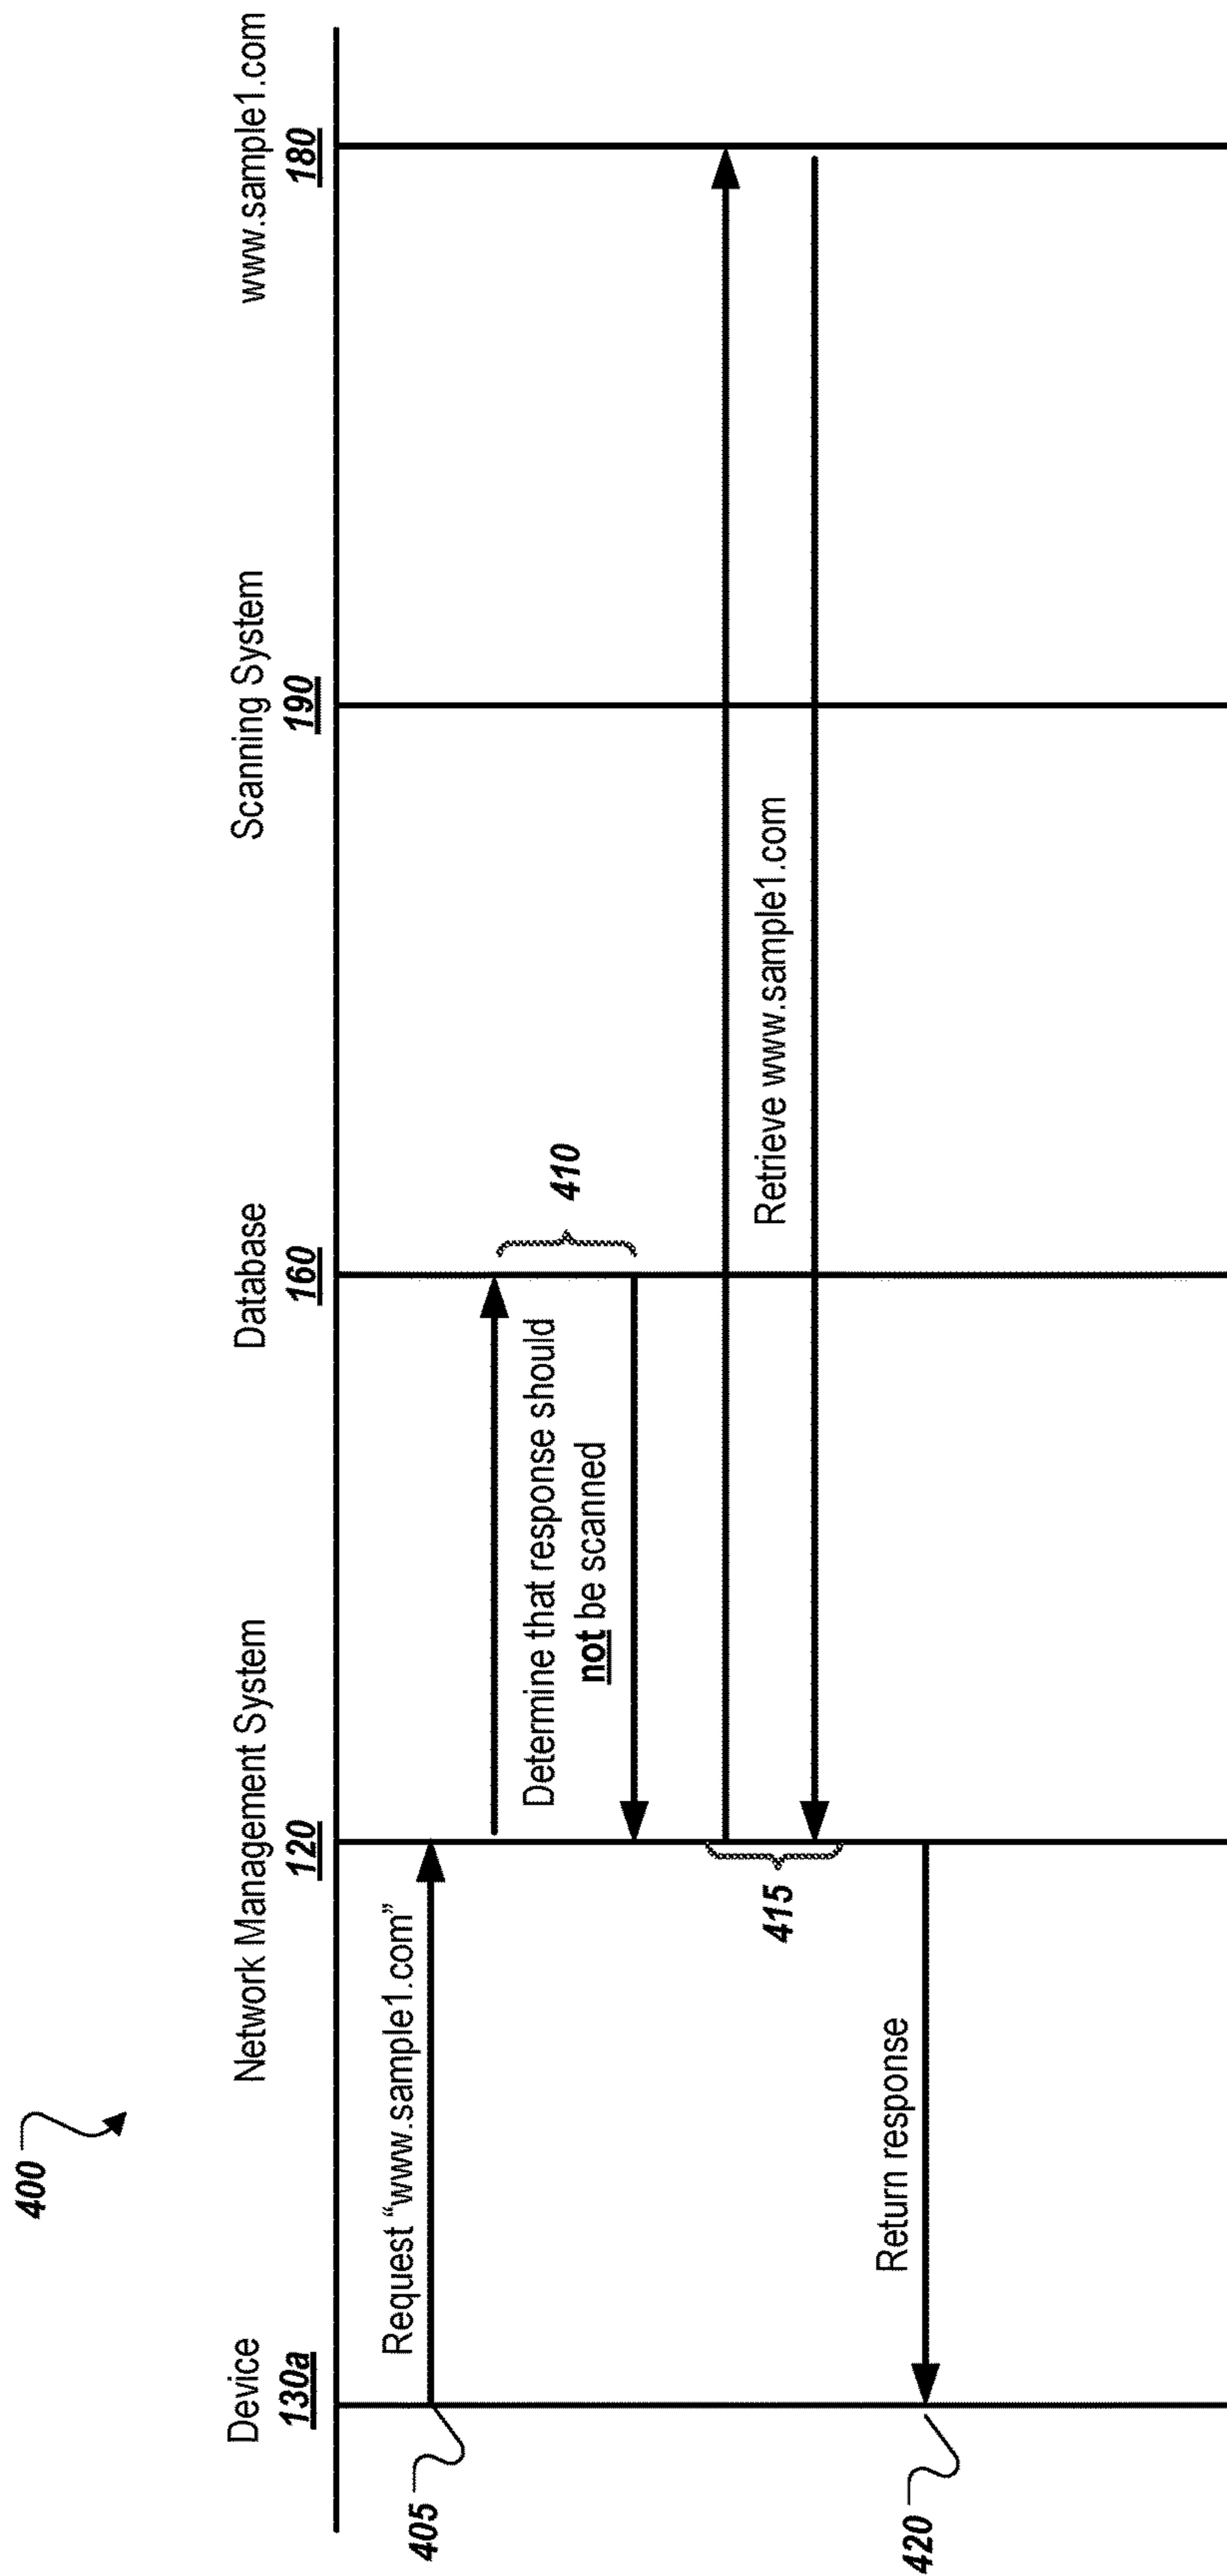 400
Device
130a
Network Management System
120
Database
160
Scanning System
190
www.sample1.com
180
405
Request “www.sample1.com”
Determine that response should
not be scanned
410
415
Retrieve www.sample1.com
Return response
420